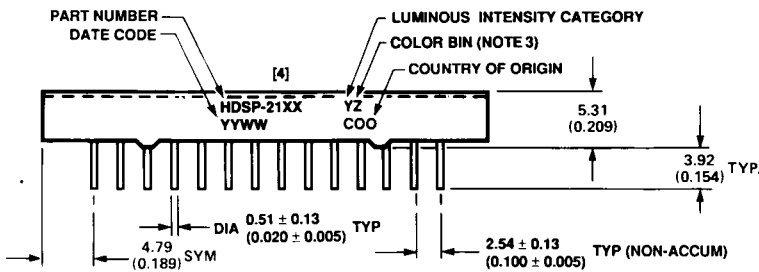 PART NUMBER
DATE CODE
LUMINOUS INTENSITY CATEGORY
COLOR BIN (NOTE 3)
COUNTRY OF ORIGIN
[4]
HDSP-21XX YZ
YYWW COO
5.31
(0.209)
3.92
(0.154) TYP.
DIA 0.51 ± 0.13
(0.020 ± 0.005) TYP
4.79
(0.189) SYM
2.54 ± 0.13
(0.100 ± 0.005) TYP (NON-ACCUM)